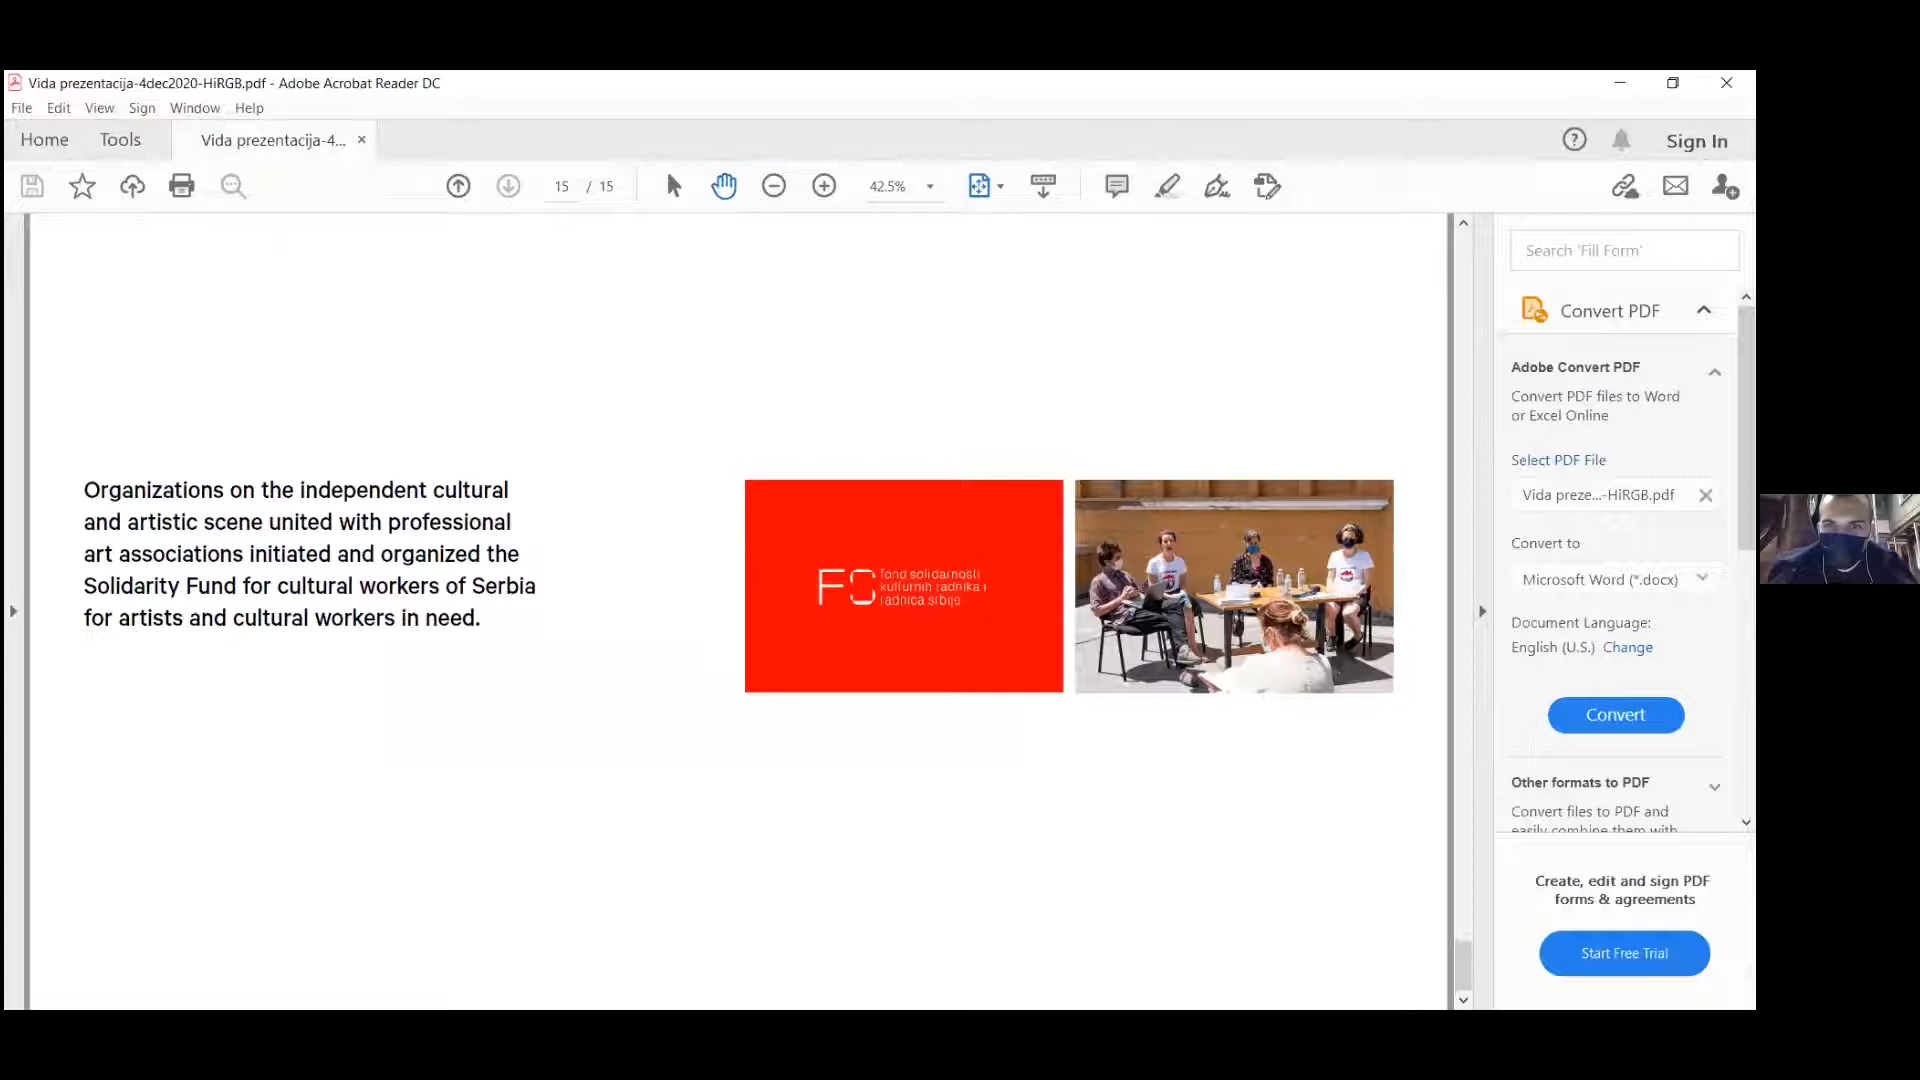 Vida prezentacija-4dec2020-HiRGB.pdf - Adobe Acrobat Reader DC
File Edit View Sign Window Help
Home Tools Vida prezentacija-4... × Sign In
15 / 15 42.5%
Search 'Fill Form'
Convert PDF
Adobe Convert PDF
Convert PDF files to Word
or Excel Online
Select PDF File
Vida preze...-HiRGB.pdf
Convert to
Microsoft Word (*.docx)
Document Language:
English (U.S.) Change
Convert
Other formats to PDF
Convert files to PDF and
easily combine them with
Create, edit and sign PDF
forms & agreements
Start Free Trial
Organizations on the independent cultural
and artistic scene united with professional
art associations initiated and organized the
Solidarity Fund for cultural workers of Serbia
for artists and cultural workers in need.
FS
fond solidarnosti
kulturnih radnika i
radnica srbije